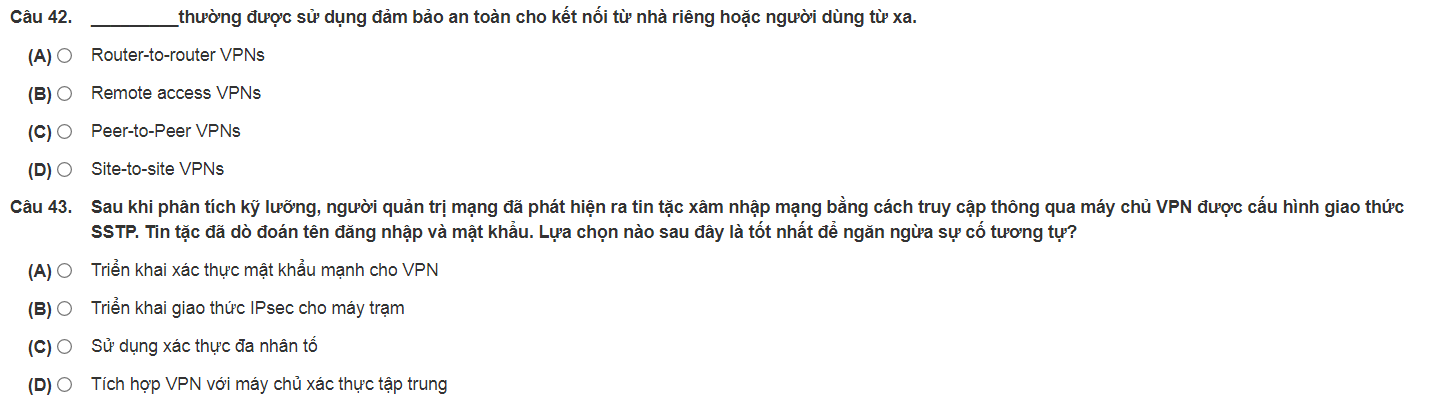 Câu 42. __________thường được sử dụng đảm bảo an toàn cho kết nối từ nhà riêng hoặc người dùng từ xa.
(A) Router-to-router VPNs
(B) Remote access VPNs
(C) Peer-to-Peer VPNs
(D) Site-to-site VPNs
Câu 43. Sau khi phân tích kỹ lưỡng, người quản trị mạng đã phát hiện ra tin tặc xâm nhập mạng bằng cách truy cập thông qua máy chủ VPN được cấu hình giao thức
SSTP. Tin tặc đã dò đoán tên đăng nhập và mật khẩu. Lựa chọn nào sau đây là tốt nhất để ngăn ngừa sự cố tương tự?
(A) Triển khai xác thực mật khẩu mạnh cho VPN
(B) Triển khai giao thức IPsec cho máy trạm
(C) Sử dụng xác thực đa nhân tố
(D) Tích hợp VPN với máy chủ xác thực tập trung